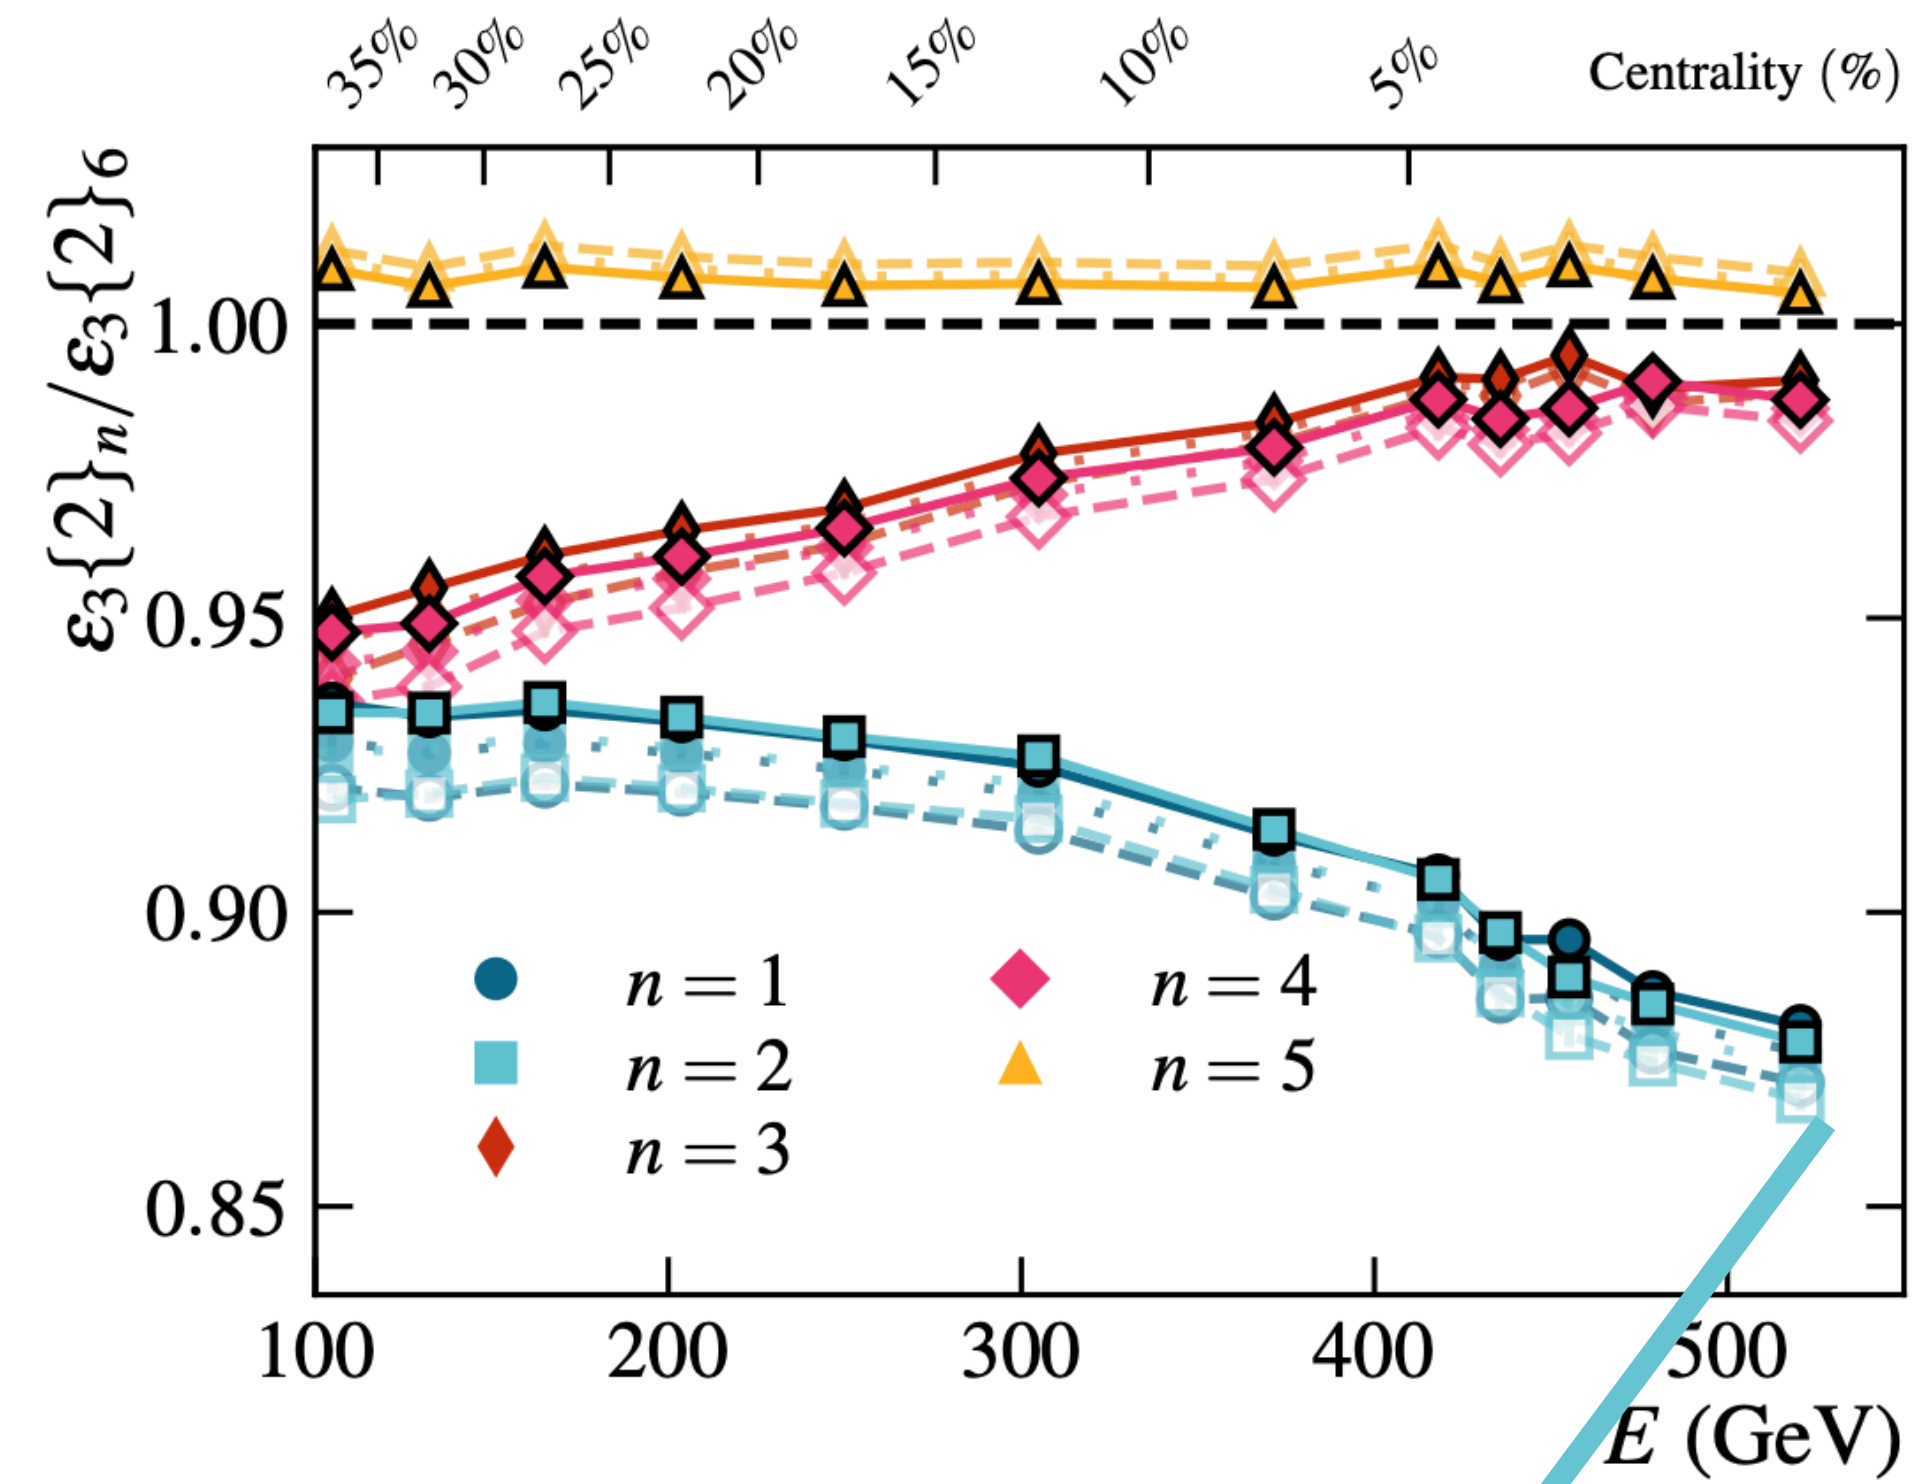 35% 30% 25% 20% 15% 10% 5% Centrality (%)
ε₃{2}ₙ/ε₃{2}₆
1.00
0.95
0.90
0.85
n = 1
n = 2
n = 3
n = 4
n = 5
100 200 300 400 500
E (GeV)